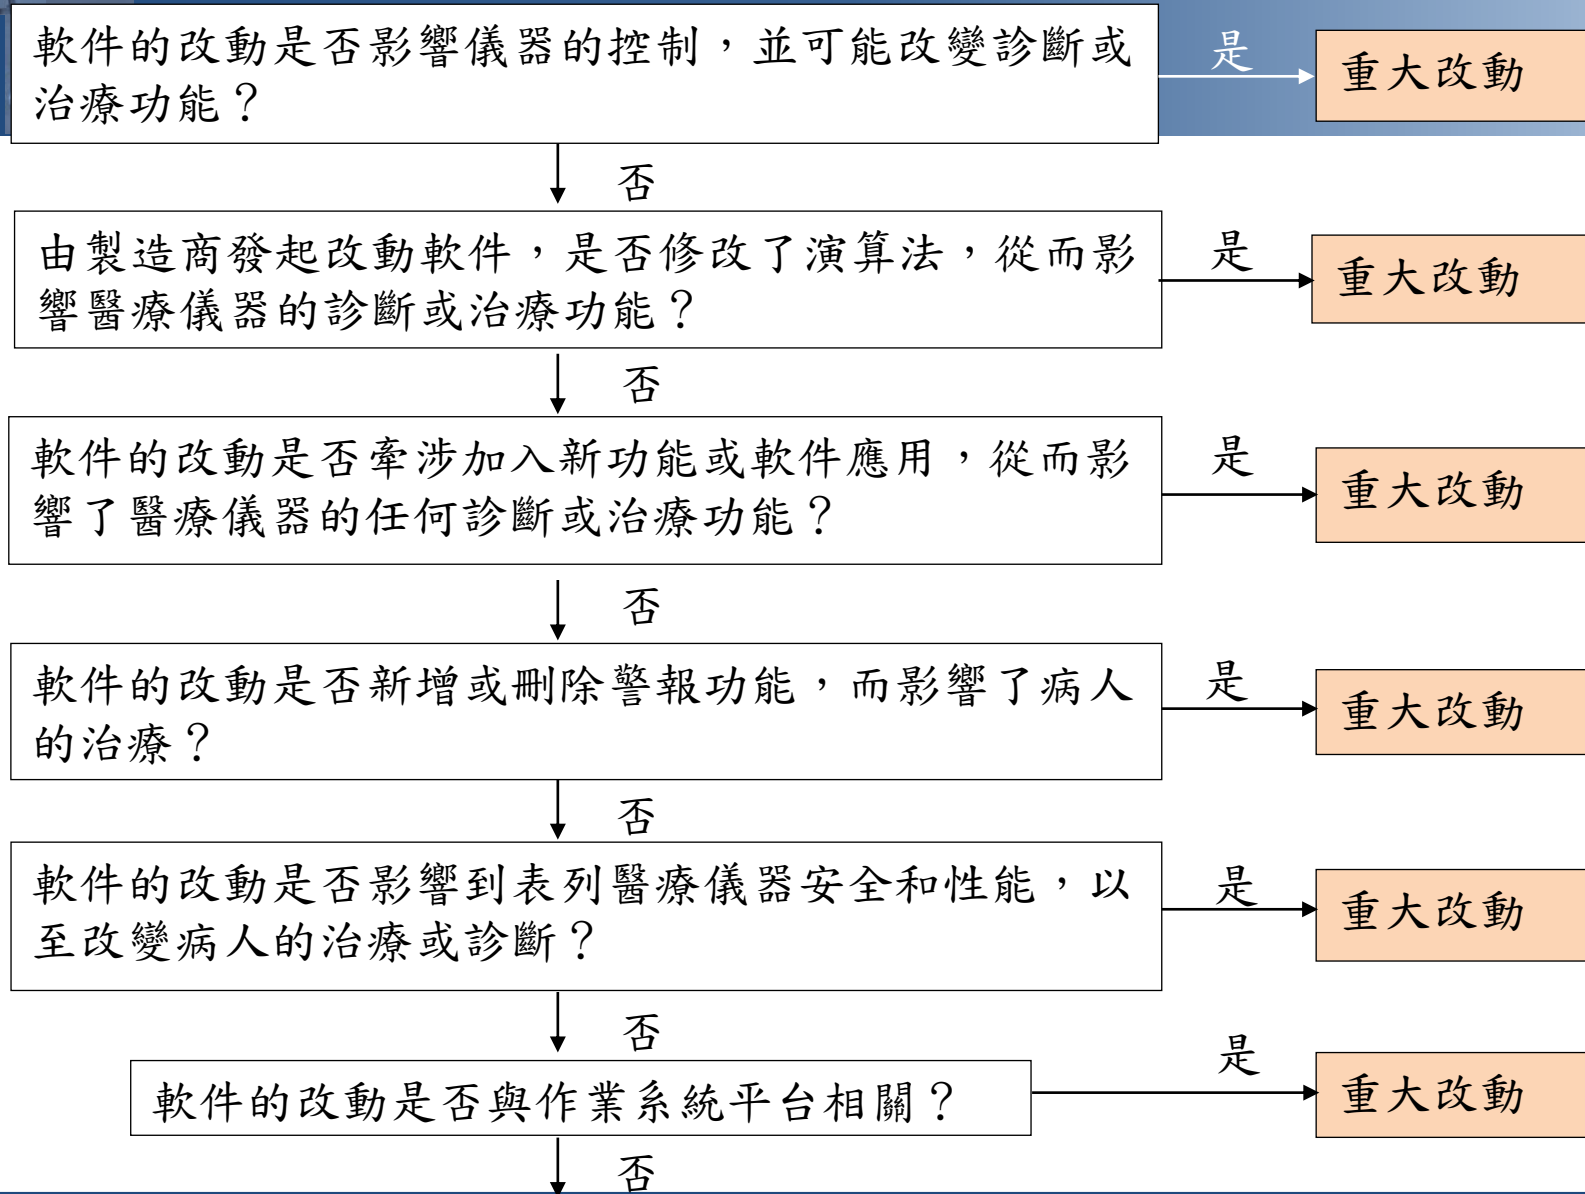 軟件的改動是否影響儀器的控制，並可能改變診斷或
治療功能？
是
重大改動
否
由製造商發起改動軟件，是否修改了演算法，從而影
響醫療儀器的診斷或治療功能？
是
重大改動
否
軟件的改動是否牽涉加入新功能或軟件應用，從而影
響了醫療儀器的任何診斷或治療功能？
是
重大改動
否
軟件的改動是否新增或刪除警報功能，而影響了病人
的治療？
是
重大改動
否
軟件的改動是否影響到表列醫療儀器安全和性能，以
至改變病人的治療或診斷？
是
重大改動
否
軟件的改動是否與作業系統平台相關？
是
重大改動
否